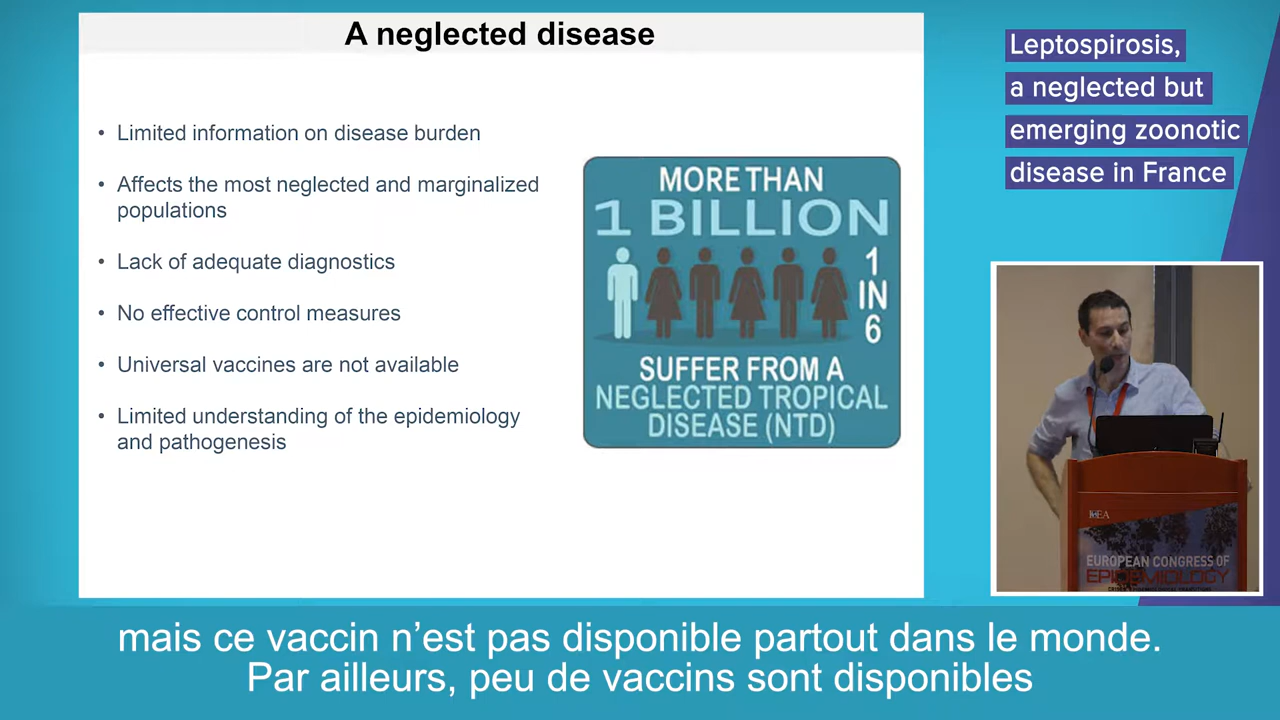 A neglected disease
• Limited information on disease burden
• Affects the most neglected and marginalized
populations
• Lack of adequate diagnostics
• No effective control measures
• Universal vaccines are not available
• Limited understanding of the epidemiology
and pathogenesis
MORE THAN
1 BILLION
1
IN
6
SUFFER FROM A
NEGLECTED TROPICAL
DISEASE (NTD)
Leptospirosis,
a neglected but
emerging zoonotic
disease in France
EUROPEAN CONGRESS OF
EPIDEMIOLOGY
mais ce vaccin n’est pas disponible partout dans le monde.
Par ailleurs, peu de vaccins sont disponibles